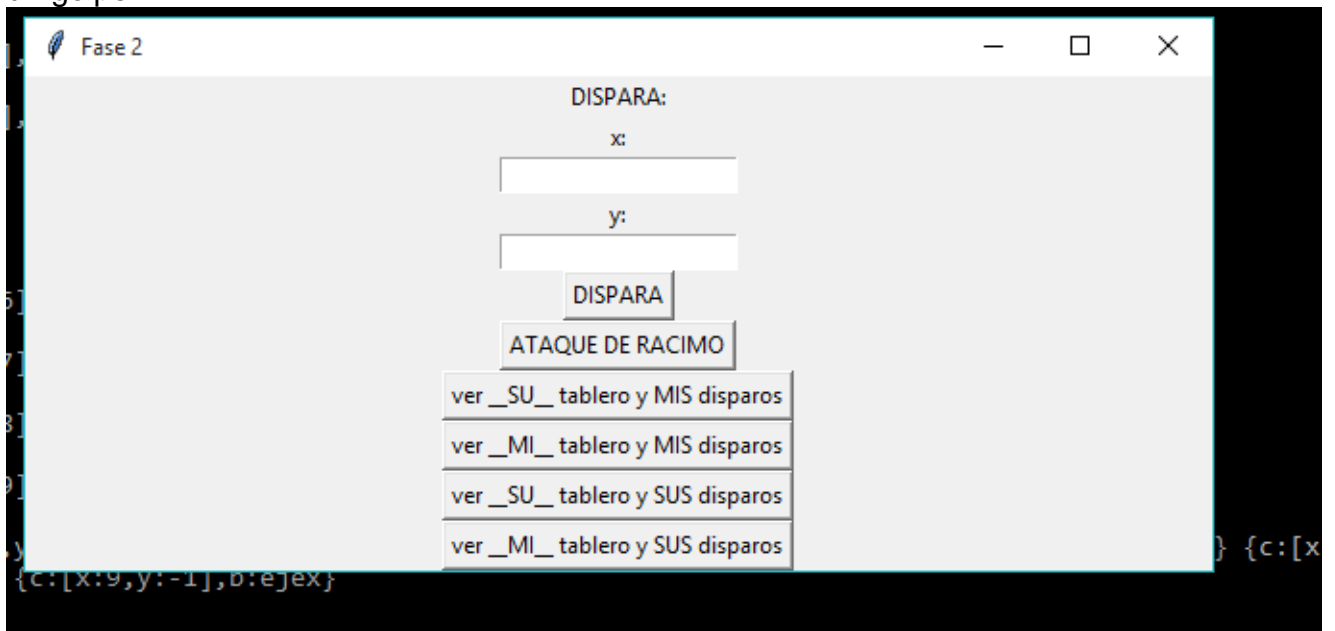 Fase 2
],
DISPARA:
],
x:
y:
DISPARA
ATAQUE DE RACIMO
7]
ver __SU__ tablero y MIS disparos
ver __MI__ tablero y MIS disparos
ver __SU__ tablero y SUS disparos
ver __MI__ tablero y SUS disparos
,y } {c:[x
{c:[x:9,y:-1],b:ejex}